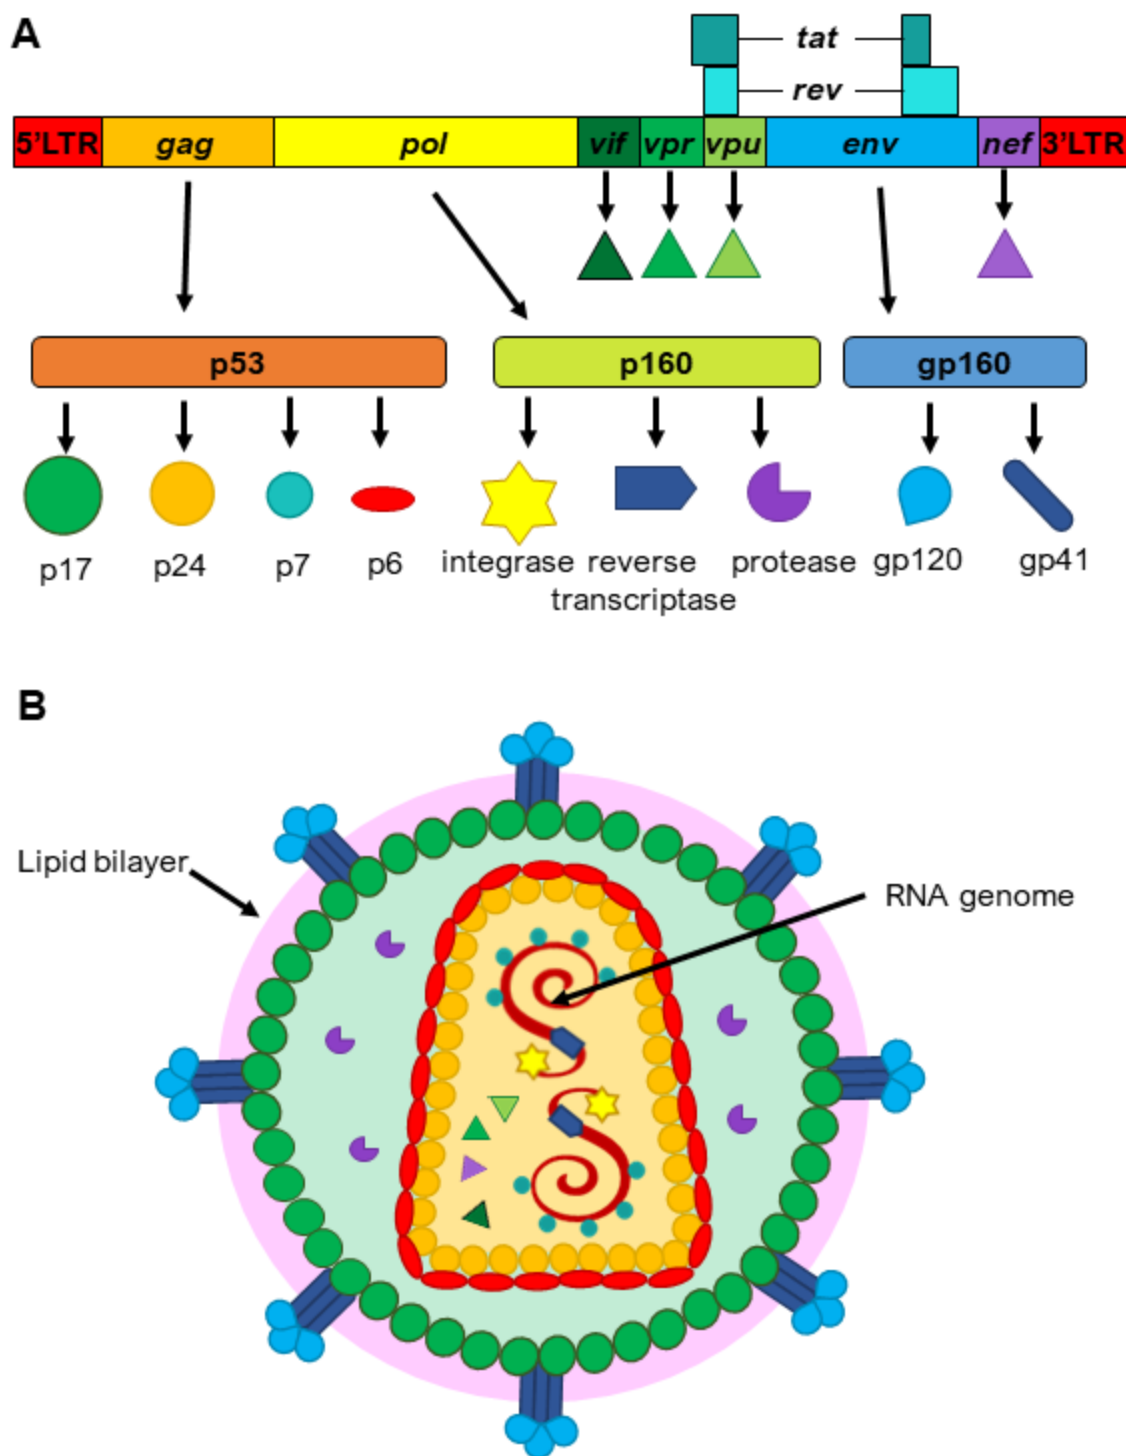 A
tat
rev
5'LTR gag pol vif vpr vpu env nef 3'LTR
p53 p160 gp160
p17 p24 p7 p6 integrase reverse transcriptase protease gp120 gp41
B
Lipid bilayer
RNA genome